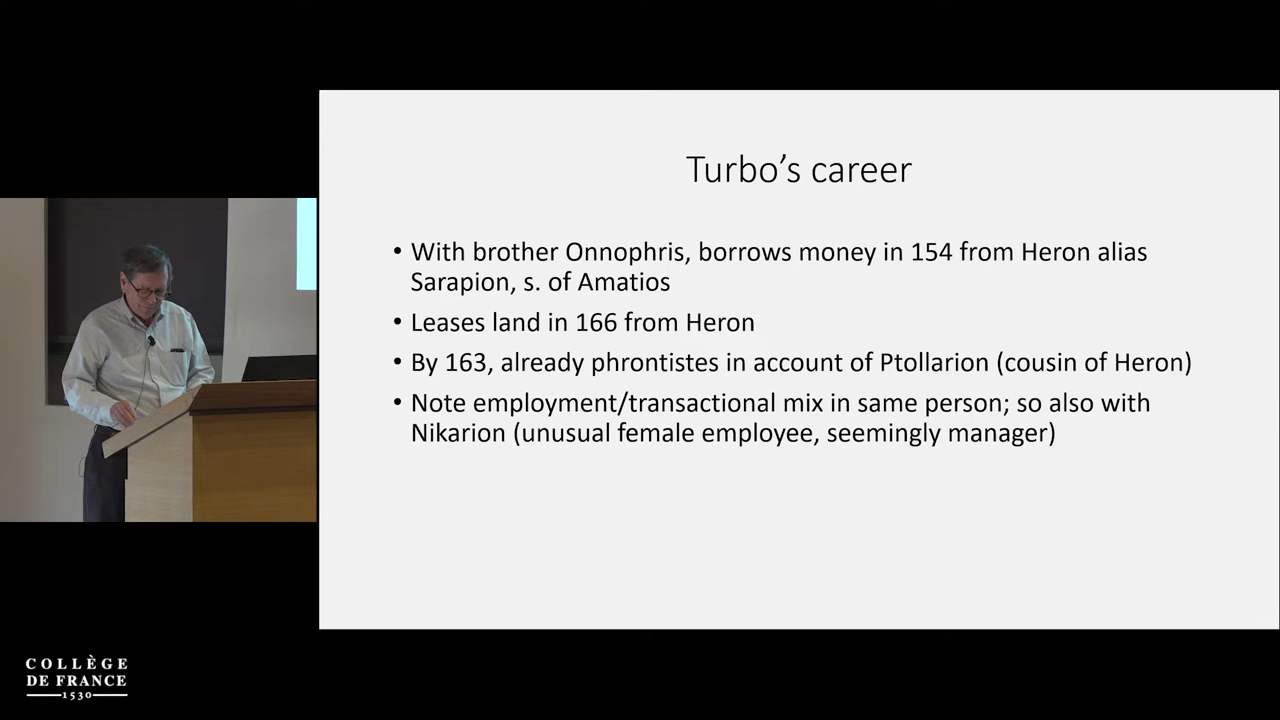 Turbo’s career
• With brother Onnophris, borrows money in 154 from Heron alias
Sarapion, s. of Amatios
• Leases land in 166 from Heron
• By 163, already phrontistes in account of Ptollarion (cousin of Heron)
• Note employment/transactional mix in same person; so also with
Nikarion (unusual female employee, seemingly manager)
COLLÈGE
DE FRANCE
1530